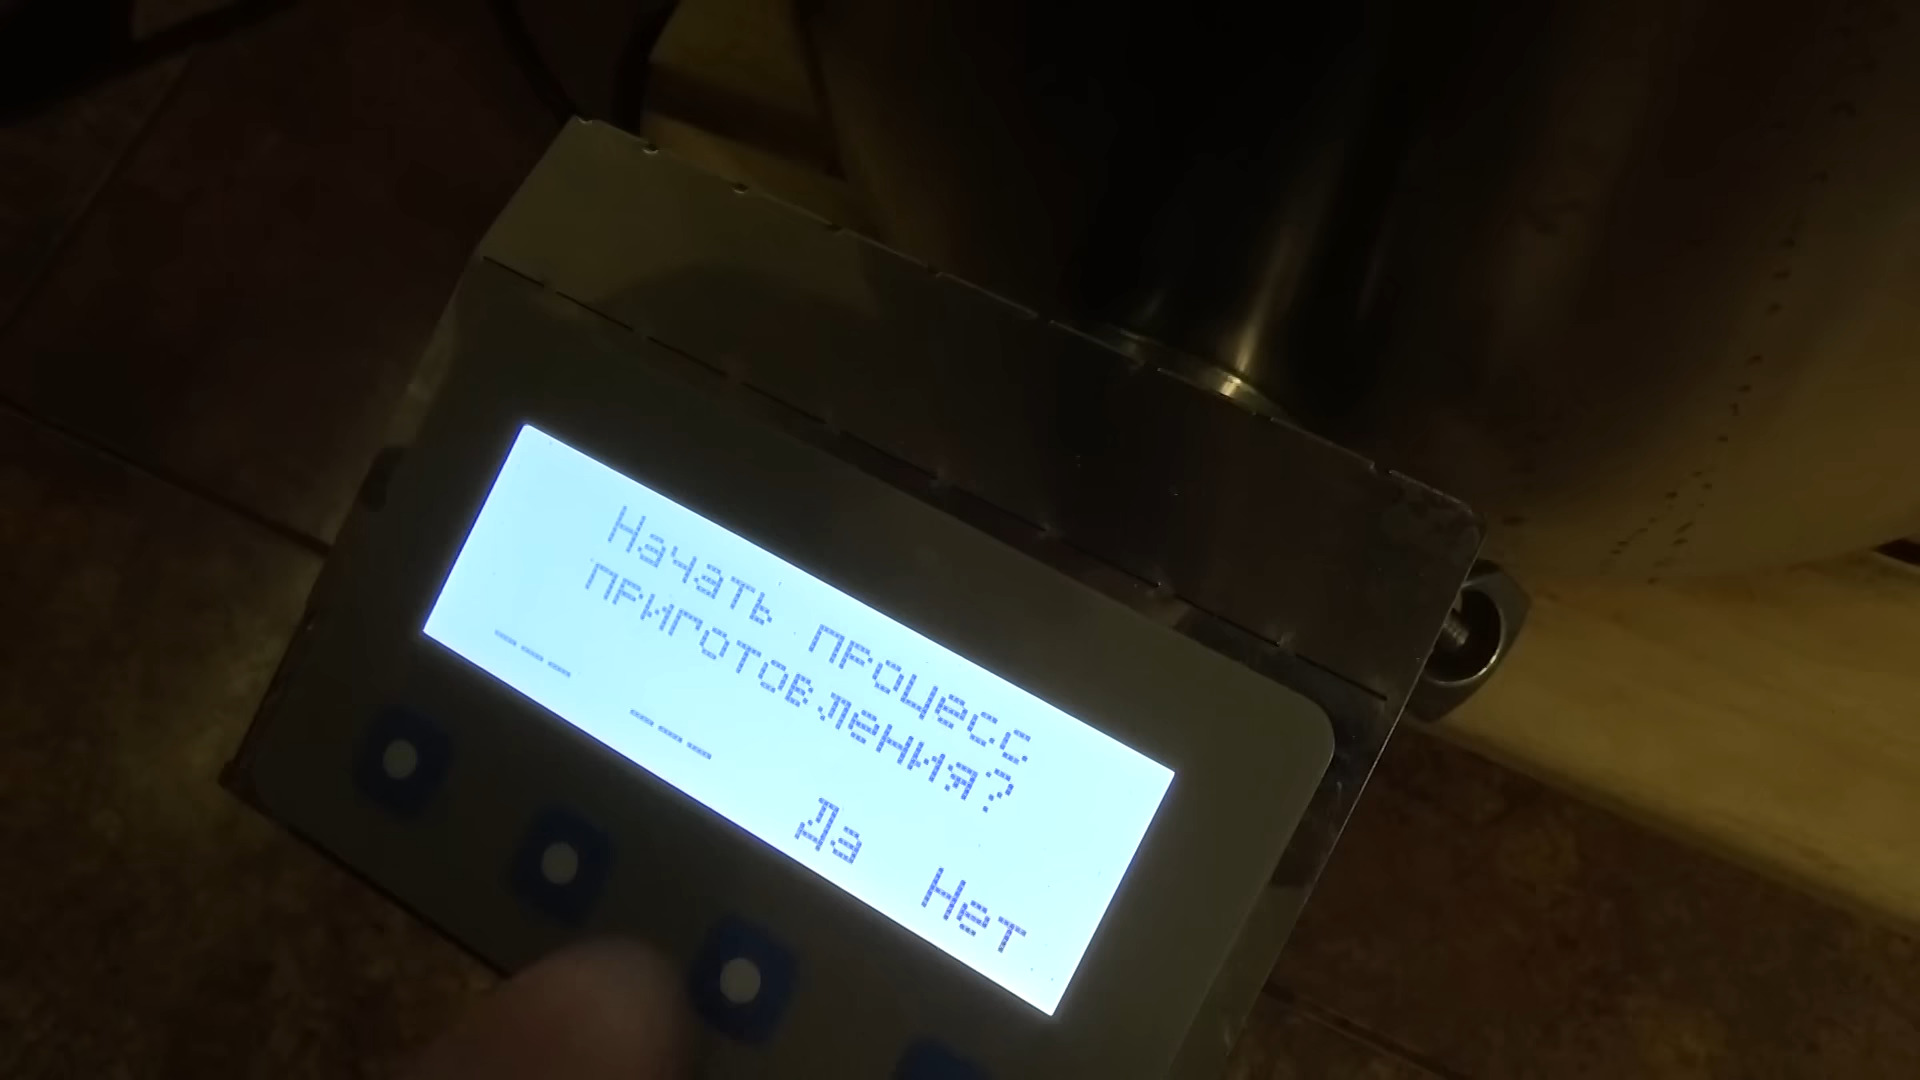 Начать процесс
приготовления?
--- --- Да Нет